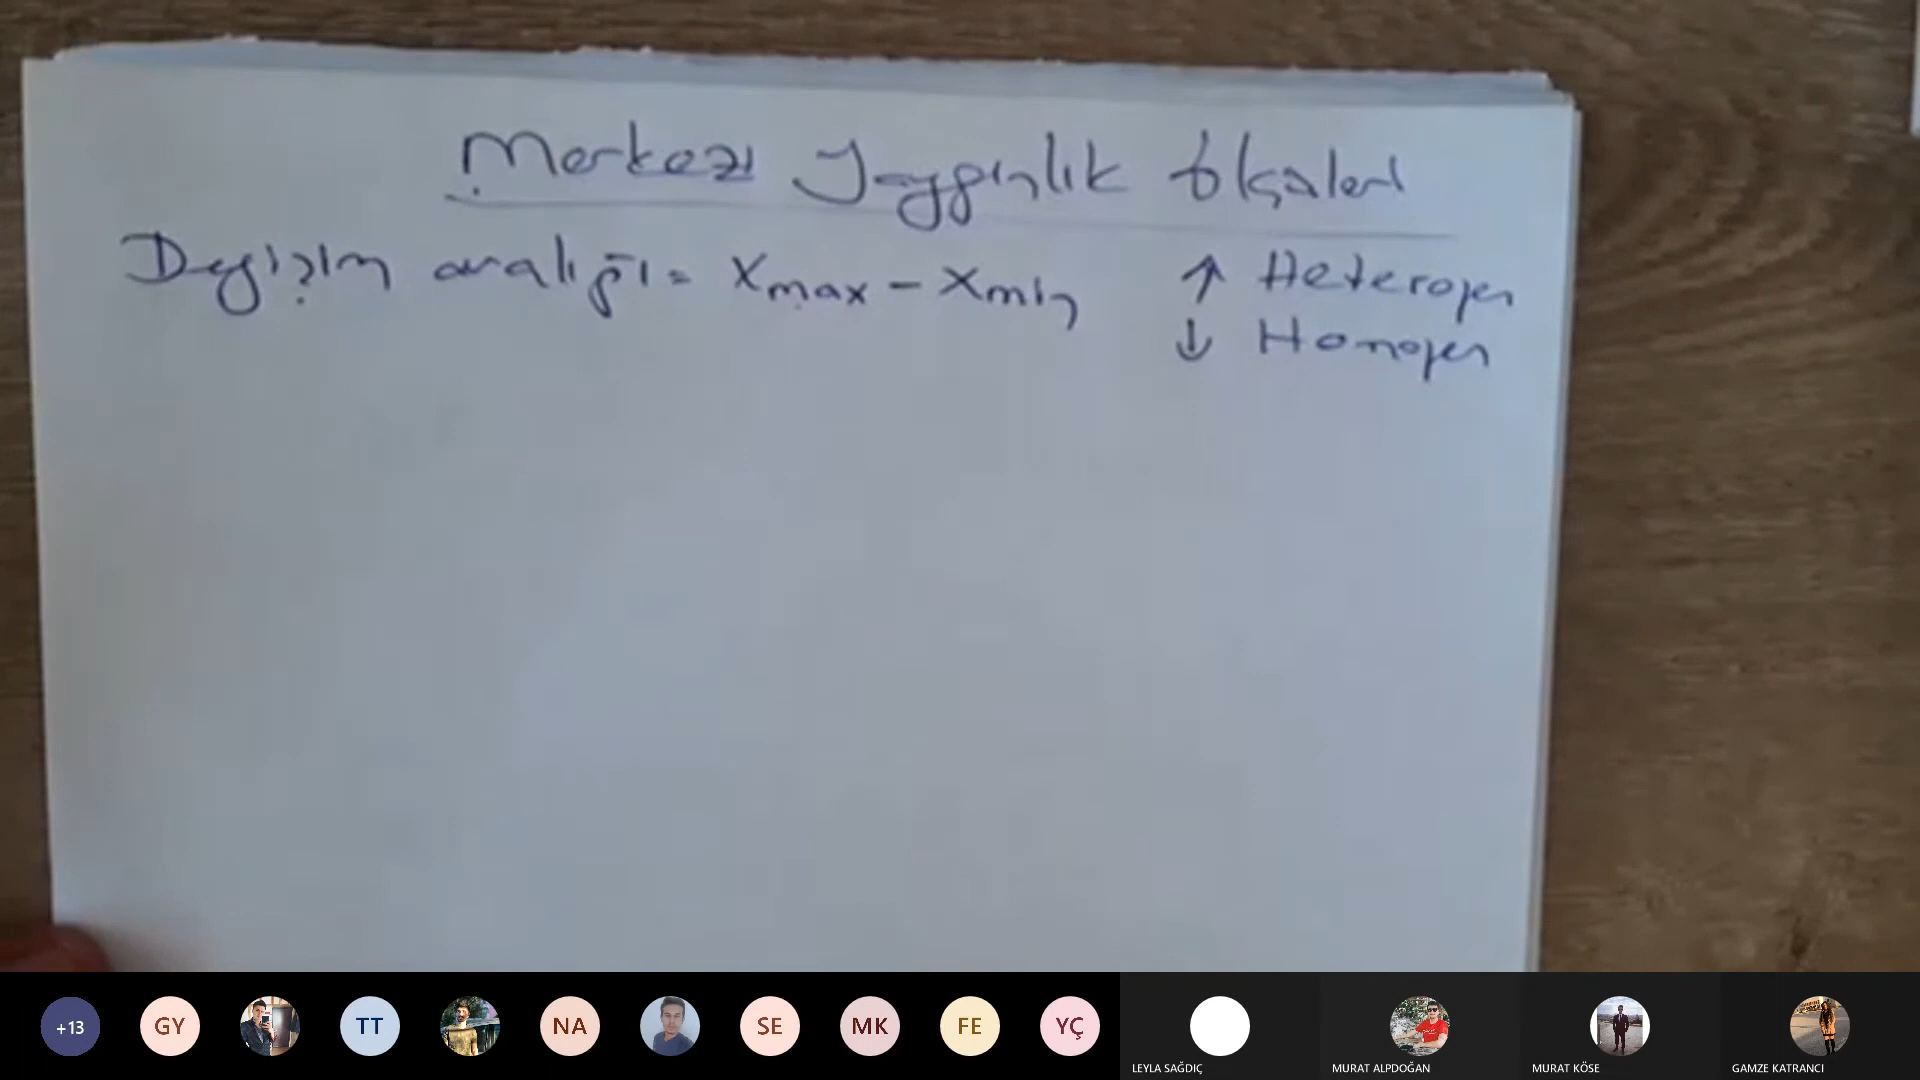 Merkezi Yaygınlık Ölçüleri
Değişim aralığı = Xmax - Xmin
↑ Heterojen
↓ Homojen
+13
GY
TT
NA
SE
MK
FE
YÇ
LEYLA SAĞDIÇ
MURAT ALPDOĞAN
MURAT KÖSE
GAMZE KATRANCI